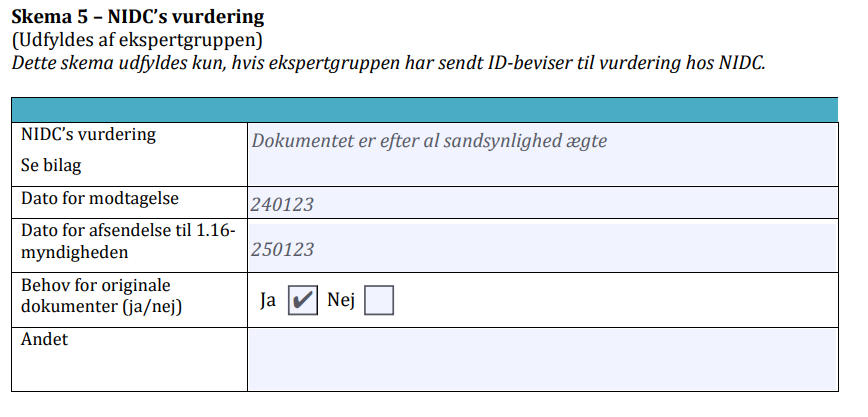 Skema 5 – NIDC’s vurdering
(Udfyldes af ekspertgruppen)
Dette skema udfyldes kun, hvis ekspertgruppen har sendt ID-beviser til vurdering hos NIDC.
NIDC’s vurdering
Se bilag
Dokumentet er efter al sandsynlighed ægte
Dato for modtagelse
240123
Dato for afsendelse til 1.16-
myndigheden
250123
Behov for originale
dokumenter (ja/nej)
Ja ✔ Nej
Andet